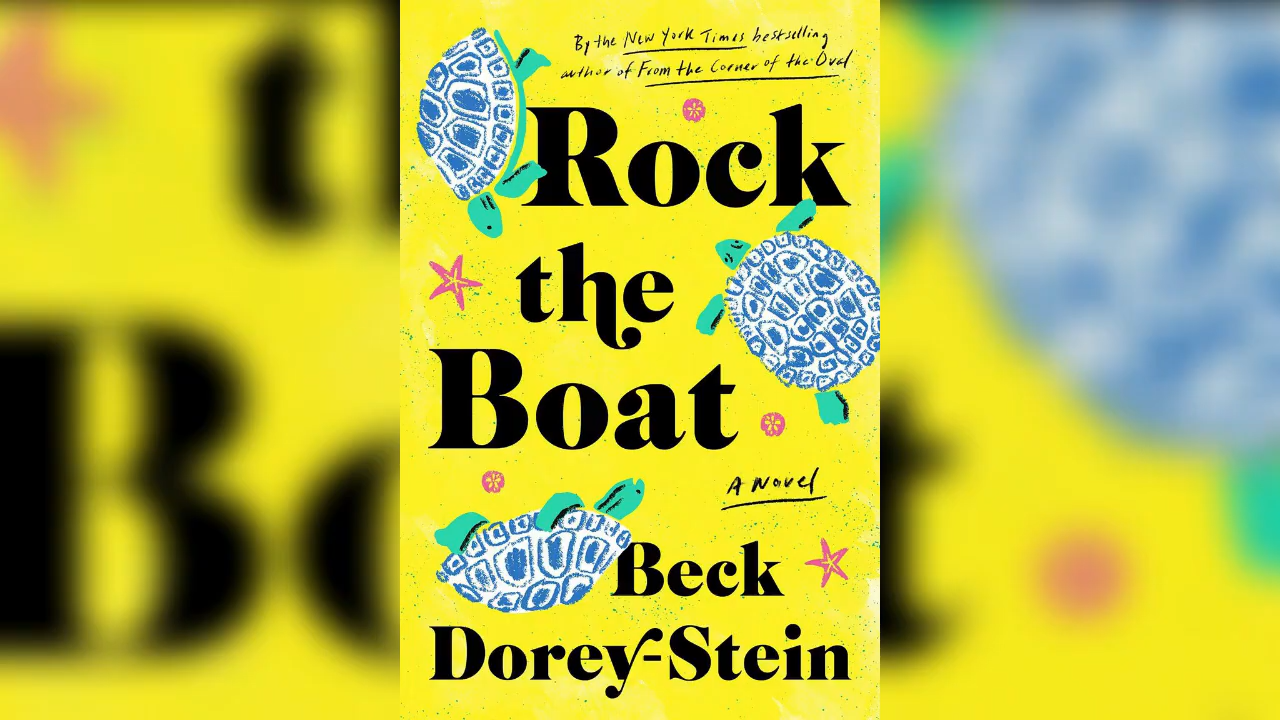 By the New York Times bestselling
author of From the Corner of the Oval
Rock
the
Boat
A Novel
Beck
Dorey-Stein